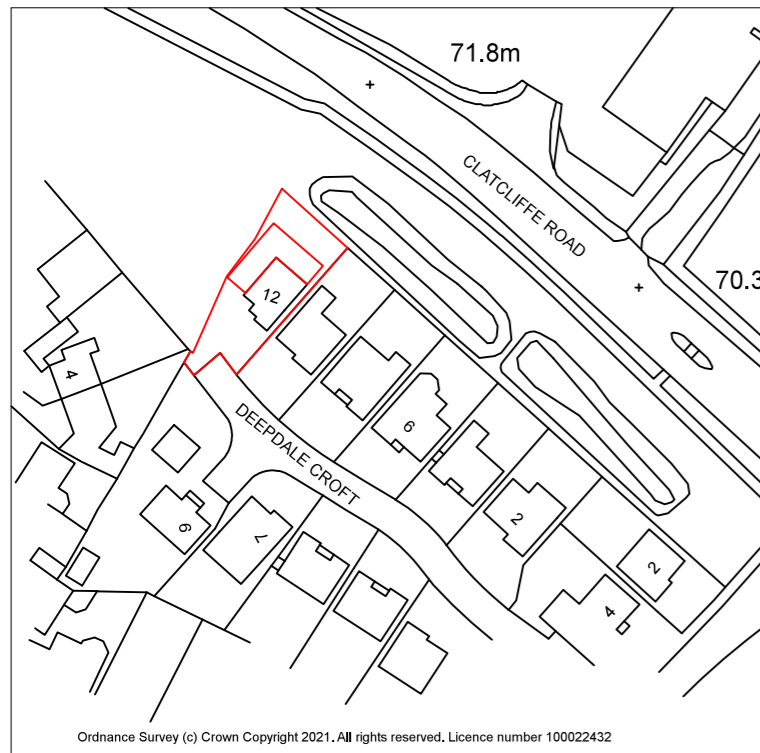 71.8m
CLATCLIFFE ROAD
70.3
12
4
DEEPDALE CROFT
6
2
2
4
9
7
Ordnance Survey (c) Crown Copyright 2021. All rights reserved. Licence number 100022432